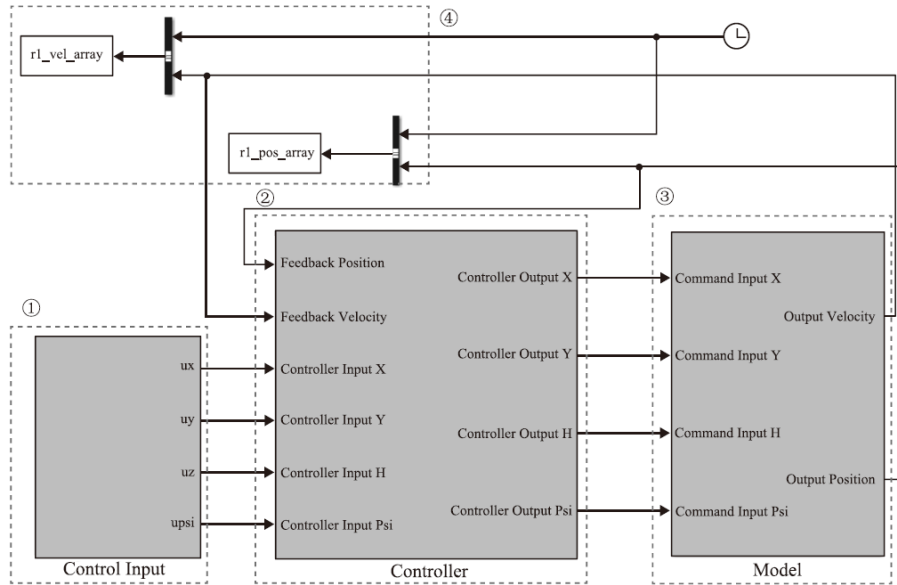 ④
r1_vel_array
r1_pos_array
②
③
Feedback Position
Controller Output X
Command Input X
①
Feedback Velocity
Output Velocity
ux
Controller Input X
Controller Output Y
Command Input Y
uy
Controller Input Y
Controller Output H
Command Input H
uz
Controller Input H
Output Position
upsi
Controller Input Psi
Controller Output Psi
Command Input Psi
Control Input
Controller
Model